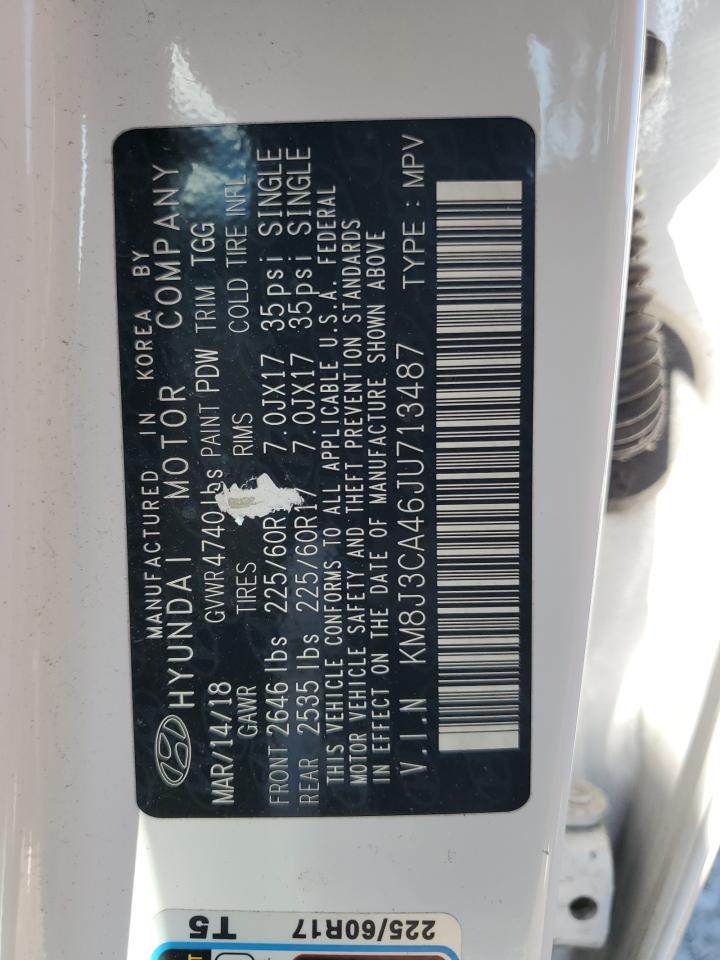 MANUFACTURED IN KOREA BY
HYUNDAI MOTOR COMPANY
MAR/14/18 GVWR 4740 lbs PAINT PDW TRIM TGG
GAWR TIRES RIMS COLD TIRE INFL
FRONT 2646 lbs 225/60R 7.0JX17 35psi SINGLE
REAR 2535 lbs 225/60R17 7.0JX17 35psi SINGLE
THIS VEHICLE CONFORMS TO ALL APPLICABLE U.S.A. FEDERAL
MOTOR VEHICLE SAFETY AND THEFT PREVENTION STANDARDS
IN EFFECT ON THE DATE OF MANUFACTURE SHOWN ABOVE
V.I.N KM8J3CA46JU713487 TYPE : MPV
225/60R17 T5